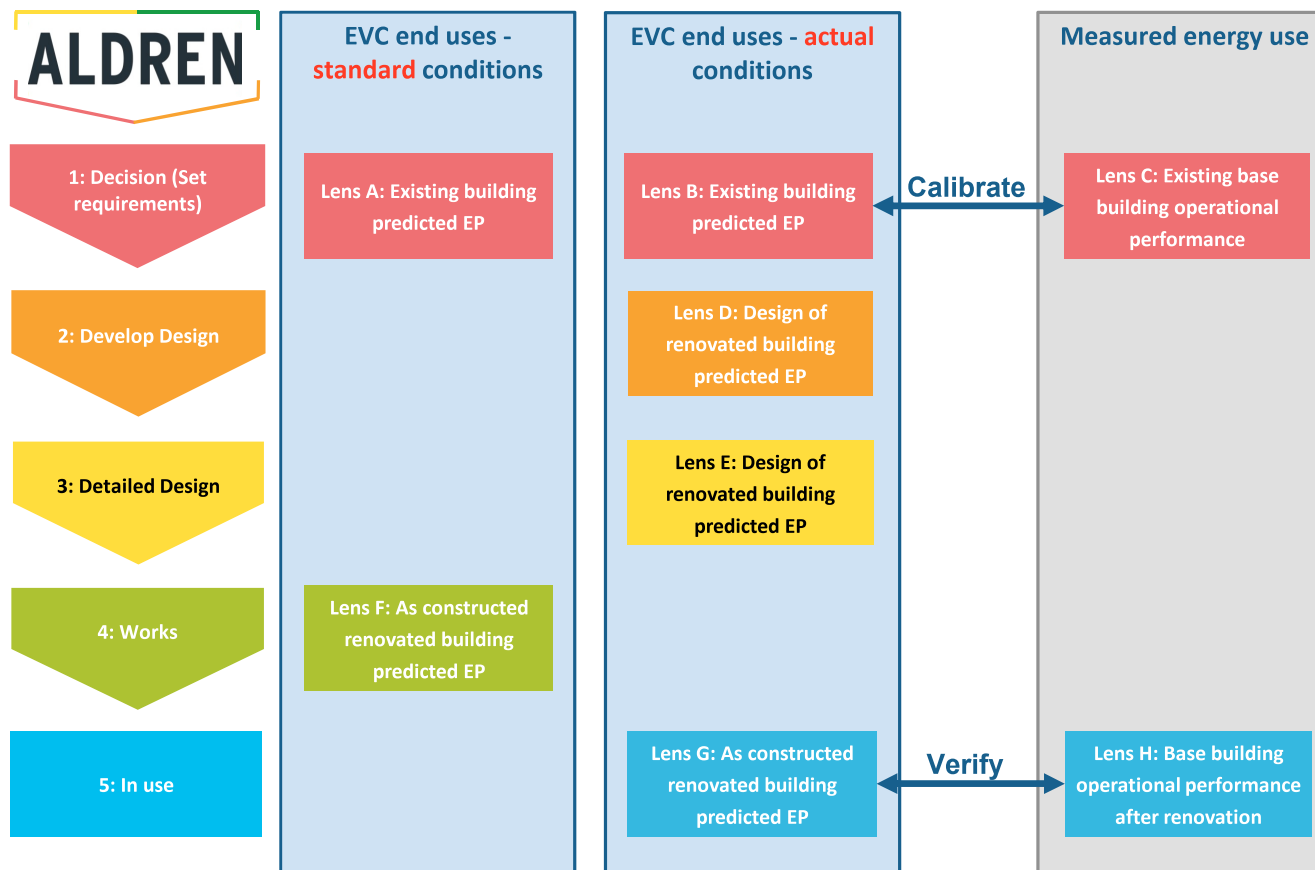 ALDREN
EVC end uses -
standard conditions
EVC end uses - actual
conditions
Measured energy use
1: Decision (Set
requirements)
Lens A: Existing building
predicted EP
Lens B: Existing building
predicted EP
Calibrate
Lens C: Existing base
building operational
performance
2: Develop Design
Lens D: Design of
renovated building
predicted EP
3: Detailed Design
Lens E: Design of
renovated building
predicted EP
4: Works
Lens F: As constructed
renovated building
predicted EP
5: In use
Lens G: As constructed
renovated building
predicted EP
Verify
Lens H: Base building
operational performance
after renovation